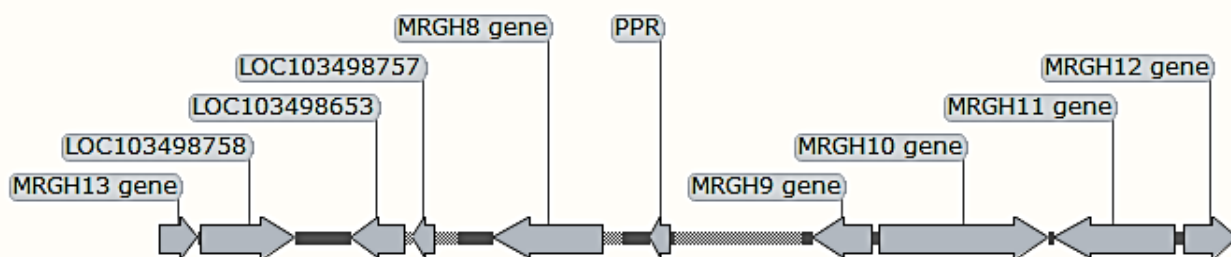 MRGH8 gene
PPR
LOC103498757
MRGH12 gene
LOC103498653
MRGH11 gene
LOC103498758
MRGH10 gene
MRGH13 gene
MRGH9 gene